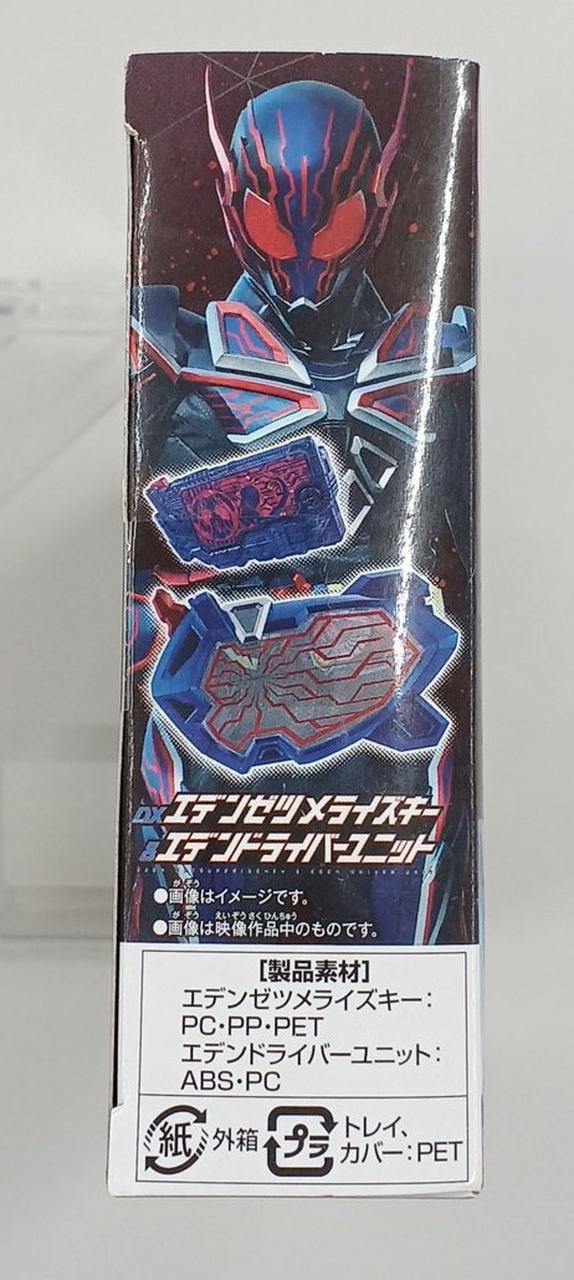 DXエデンゼツメライズキー
&エデンドライバーユニット
●画像はイメージです。
●画像は映像作品中のものです。
[製品素材]
エデンゼツメライズキー：
PC・PP・PET
エデンドライバーユニット：
ABS・PC
紙 外箱 プラ トレイ、
カバー：PET